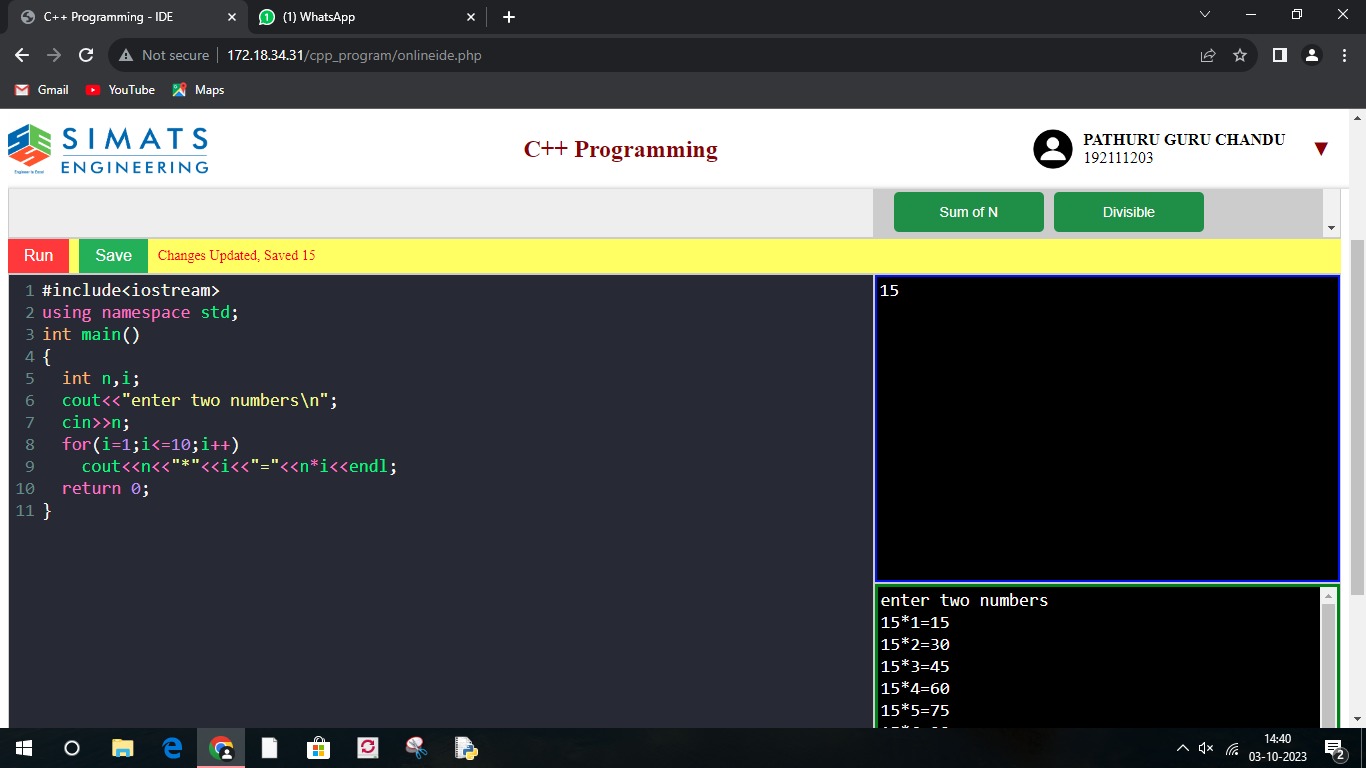 C++ Programming - IDE
(1) WhatsApp
Not secure 172.18.34.31/cpp_program/onlineide.php
Gmail YouTube Maps
SIMATS
ENGINEERING
C++ Programming
PATHURU GURU CHANDU
192111203
Sum of N Divisible
Run Save Changes Updated, Saved 15
1 #include<iostream>
2 using namespace std;
3 int main()
4 {
5 int n,i;
6 cout<<"enter two numbers\n";
7 cin>>n;
8 for(i=1;i<=10;i++)
9 cout<<n<<"*"<<i<<"="<<n*i<<endl;
10 return 0;
11 }
15
enter two numbers
15*1=15
15*2=30
15*3=45
15*4=60
15*5=75
14:40
03-10-2023
2